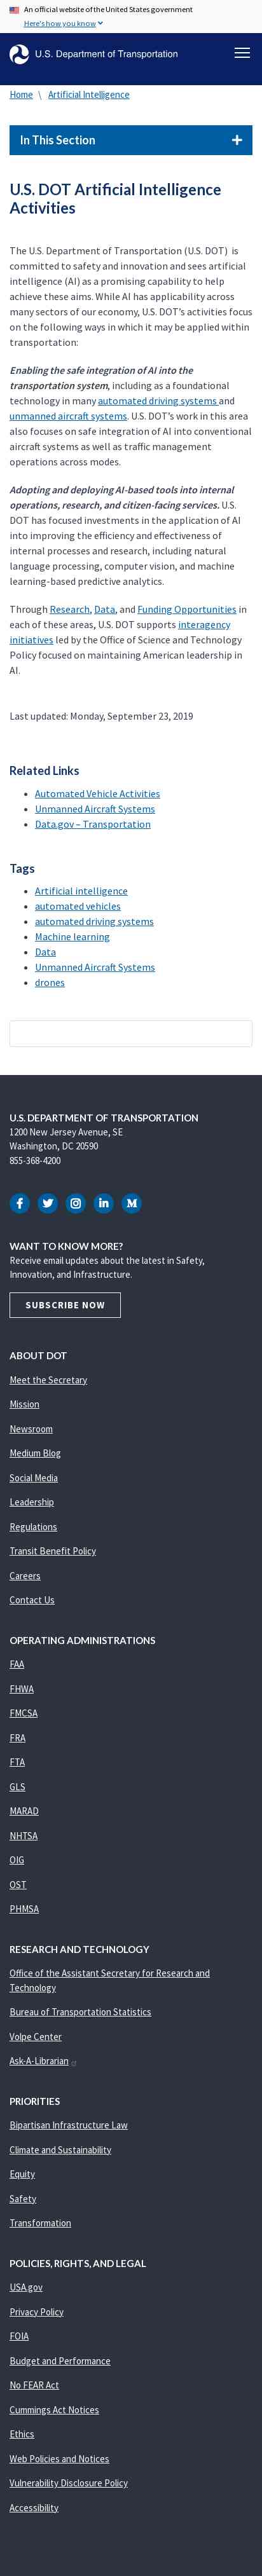 An official website of the United States government
Here's how you know
U.S. Department of Transportation
Home \ Artificial Intelligence
In This Section
U.S. DOT Artificial Intelligence
Activities
The U.S. Department of Transportation (U.S. DOT) is
committed to safety and innovation and sees artificial
intelligence (AI) as a promising capability to help
achieve these aims. While AI has applicability across
many sectors of our economy, U.S. DOT’s activities focus
on the following ways in which it may be applied within
transportation:
Enabling the safe integration of AI into the
transportation system, including as a foundational
technology in many automated driving systems and
unmanned aircraft systems. U.S. DOT’s work in this area
also focuses on safe integration of AI into conventional
aircraft systems as well as traffic management
operations across modes.
Adopting and deploying AI-based tools into internal
operations, research, and citizen-facing services. U.S.
DOT has focused investments in the application of AI
into improving the efficiency and effectiveness of
internal processes and research, including natural
language processing, computer vision, and machine
learning-based predictive analytics.
Through Research, Data, and Funding Opportunities in
each of these areas, U.S. DOT supports interagency
initiatives led by the Office of Science and Technology
Policy focused on maintaining American leadership in
AI.
Last updated: Monday, September 23, 2019
Related Links
Automated Vehicle Activities
Unmanned Aircraft Systems
Data.gov – Transportation
Tags
Artificial intelligence
automated vehicles
automated driving systems
Machine learning
Data
Unmanned Aircraft Systems
drones
U.S. DEPARTMENT OF TRANSPORTATION
1200 New Jersey Avenue, SE
Washington, DC 20590
855-368-4200
WANT TO KNOW MORE?
Receive email updates about the latest in Safety,
Innovation, and Infrastructure.
SUBSCRIBE NOW
ABOUT DOT
Meet the Secretary
Mission
Newsroom
Medium Blog
Social Media
Leadership
Regulations
Transit Benefit Policy
Careers
Contact Us
OPERATING ADMINISTRATIONS
FAA
FHWA
FMCSA
FRA
FTA
GLS
MARAD
NHTSA
OIG
OST
PHMSA
RESEARCH AND TECHNOLOGY
Office of the Assistant Secretary for Research and
Technology
Bureau of Transportation Statistics
Volpe Center
Ask-A-Librarian
PRIORITIES
Bipartisan Infrastructure Law
Climate and Sustainability
Equity
Safety
Transformation
POLICIES, RIGHTS, AND LEGAL
USA.gov
Privacy Policy
FOIA
Budget and Performance
No FEAR Act
Cummings Act Notices
Ethics
Web Policies and Notices
Vulnerability Disclosure Policy
Accessibility